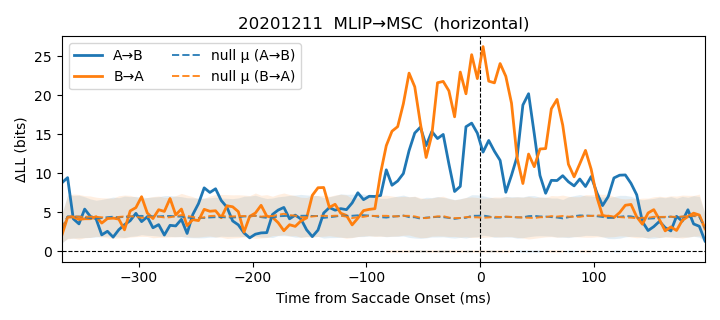 20201211  MLIP→MSC  (horizontal)
A→B
B→A
null μ (A→B)
null μ (B→A)
ΔLL (bits)
25
20
15
10
5
0
−300
−200
−100
0
100
Time from Saccade Onset (ms)